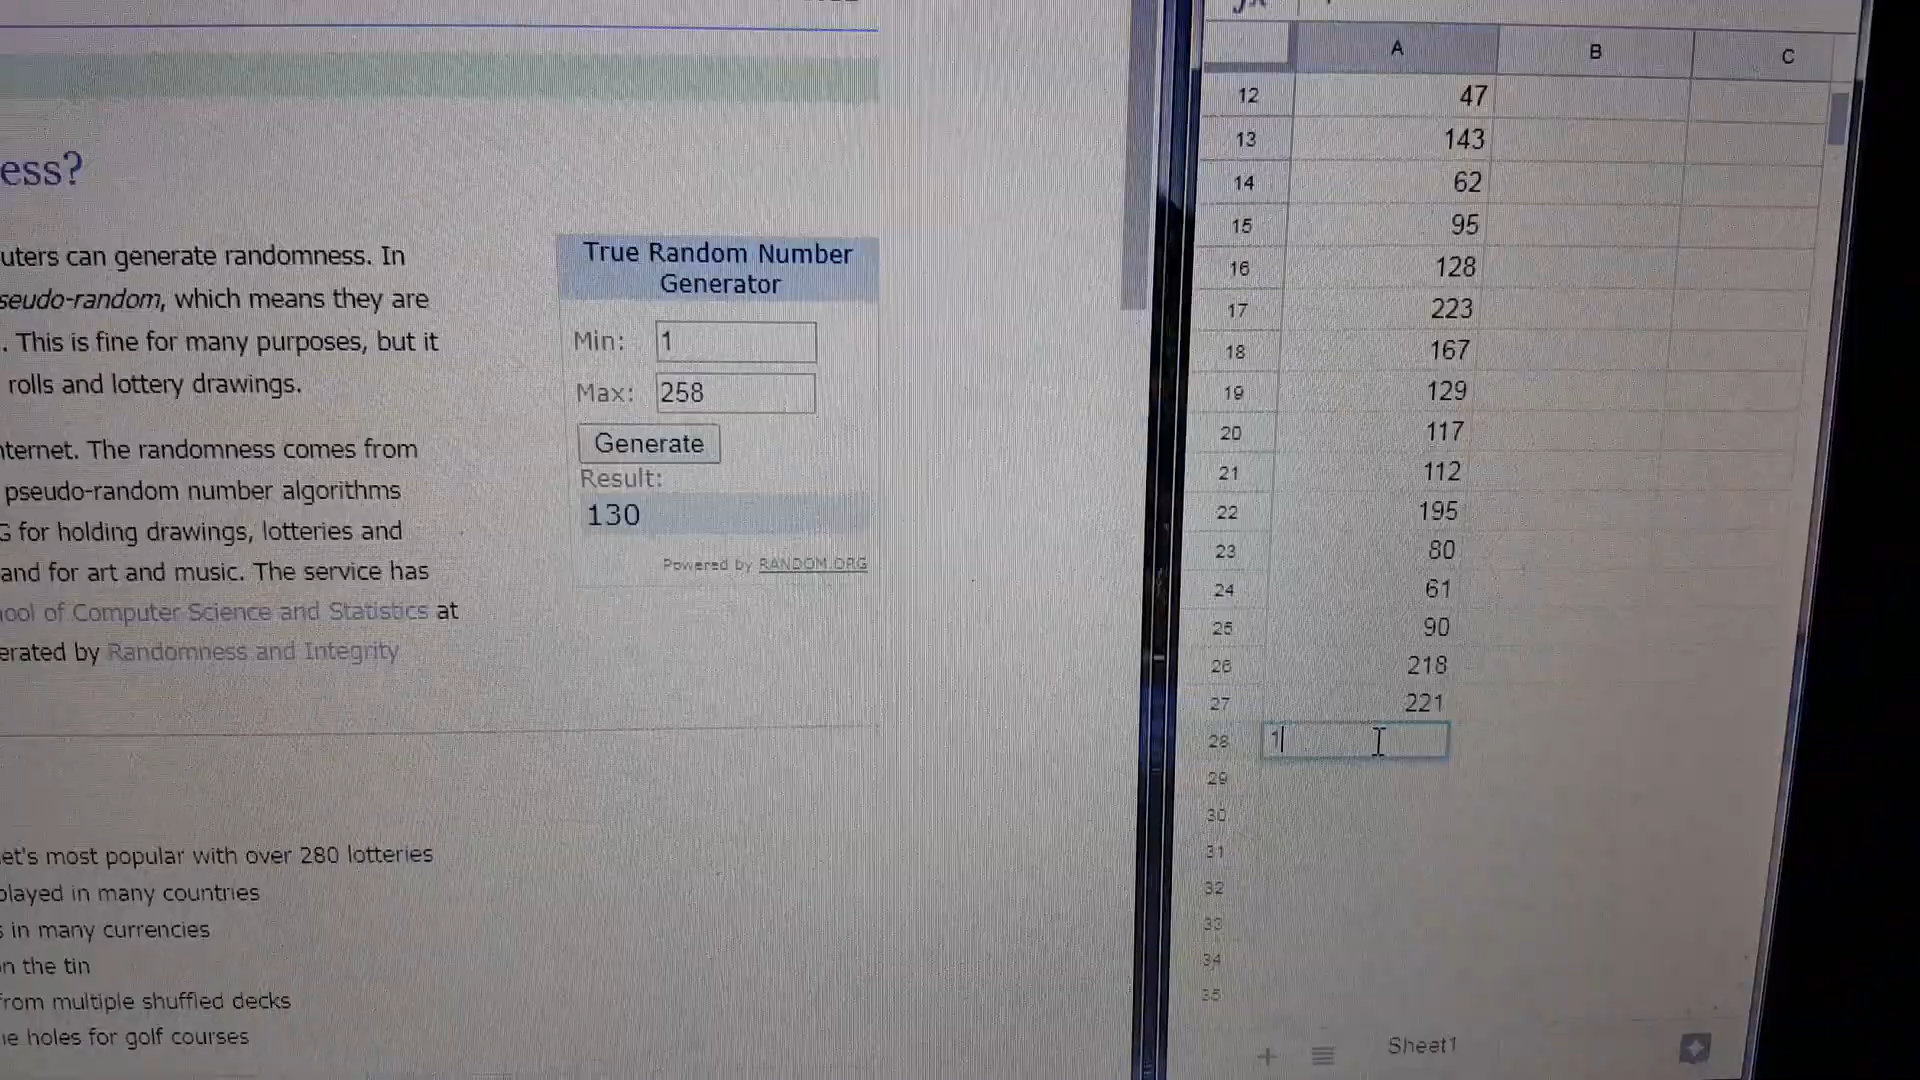 ess?
uters can generate randomness. In
seudo-random, which means they are
. This is fine for many purposes, but it
rolls and lottery drawings.
nternet. The randomness comes from
pseudo-random number algorithms
G for holding drawings, lotteries and
and for art and music. The service has
hool of Computer Science and Statistics at
erated by Randomness and Integrity
et's most popular with over 280 lotteries
played in many countries
s in many currencies
on the tin
from multiple shuffled decks
ue holes for golf courses
True Random Number
Generator
Min: 1
Max: 258
Generate
Result:
130
Powered by RANDOM.ORG
A B C
12 47
13 143
14 62
15 95
16 128
17 223
18 167
19 129
20 117
21 112
22 195
23 80
24 61
25 90
26 218
27 221
28 1
29
30
31
32
33
34
35
+ Sheet1